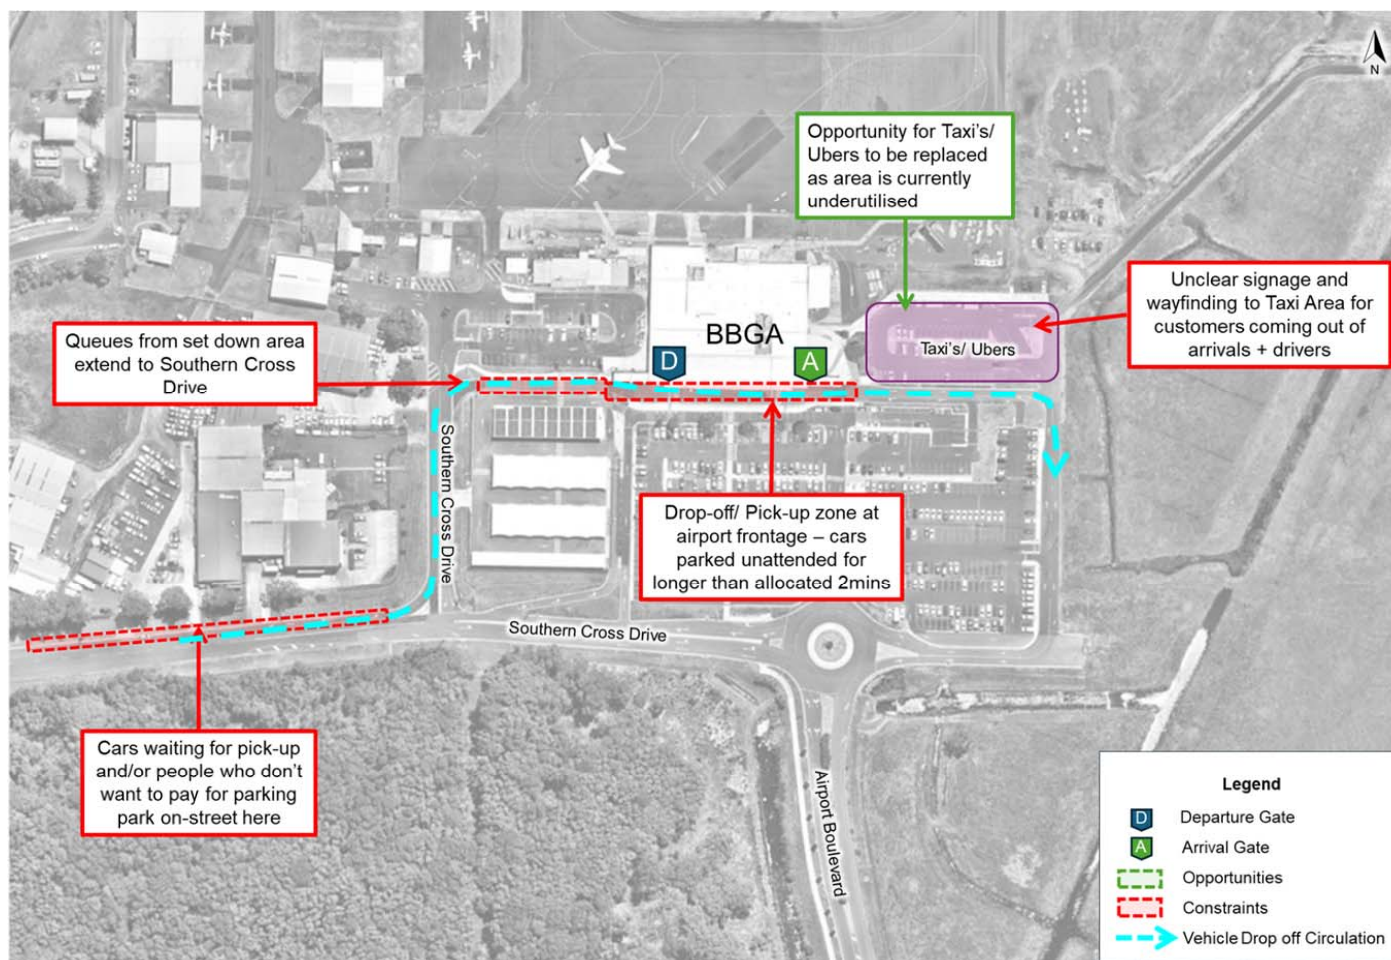 N
Opportunity for Taxi's/
Ubers to be replaced
as area is currently
underutilised
Unclear signage and
wayfinding to Taxi Area for
customers coming out of
arrivals + drivers
Queues from set down area
extend to Southern Cross
Drive
BBGA
Taxi's/ Ubers
D
A
Southern Cross Drive
Drop-off/ Pick-up zone at
airport frontage – cars
parked unattended for
longer than allocated 2mins
Southern Cross Drive
Cars waiting for pick-up
and/or people who don't
want to pay for parking
park on-street here
Airport Boulevard
Legend
D Departure Gate
A Arrival Gate
Opportunities
Constraints
Vehicle Drop off Circulation